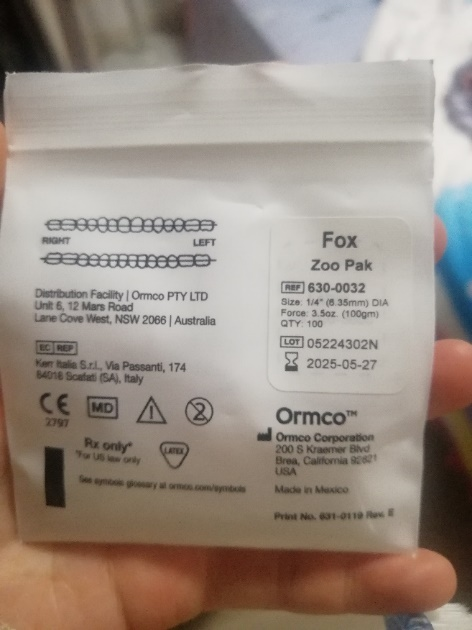 RIGHT LEFT
Distribution Facility | Ormco PTY LTD
Unit 6, 12 Mars Road
Lane Cove West, NSW 2066 | Australia
EC REP
Kerr Italia S.r.l., Via Passanti, 174
84018 Scafati (SA), Italy
CE MD
2797
Rx only*
*For US law only
LATEX
See symbols glossary at ormco.com/symbols
Fox
Zoo Pak
REF 630-0032
Size: 1/4" (6.35mm) DIA
Force: 3.5oz. (100gm)
QTY: 100
LOT 05224302N
2025-05-27
Ormco™
Ormco Corporation
200 S Kraemer Blvd
Brea, California 92821
USA
Made in Mexico
Print No. 631-0119 Rev.